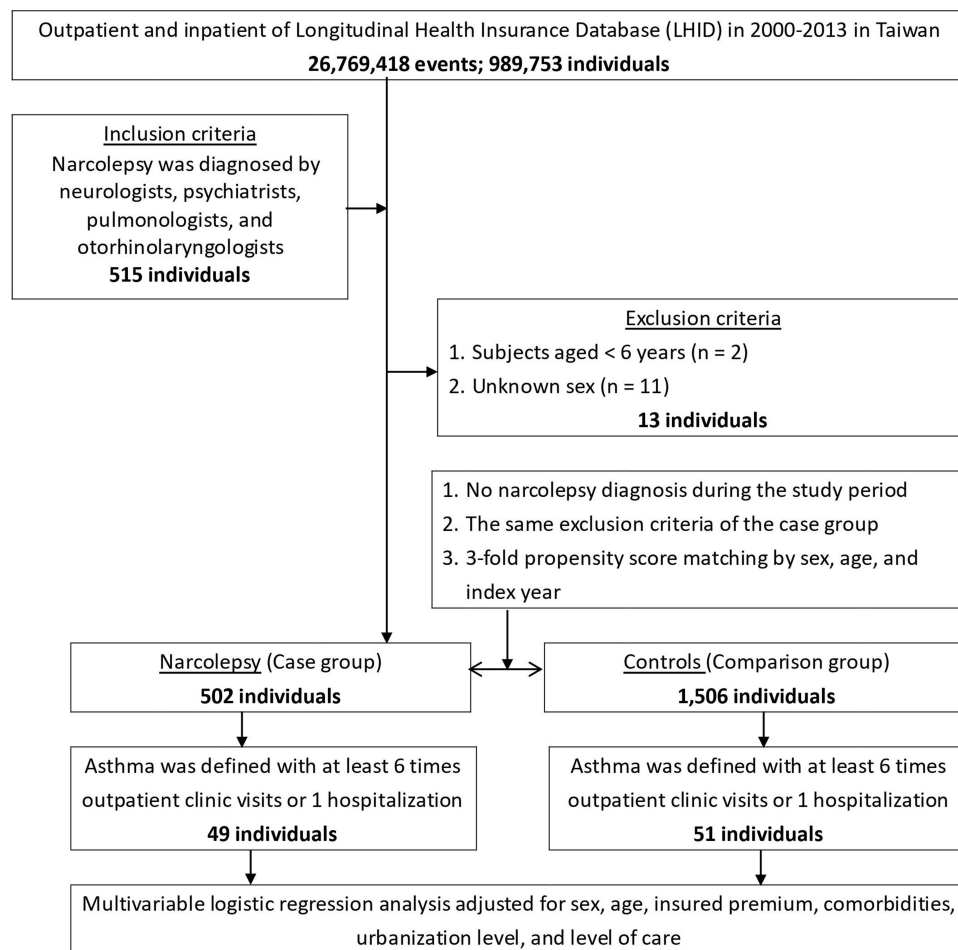 Outpatient and inpatient of Longitudinal Health Insurance Database (LHID) in 2000-2013 in Taiwan
26,769,418 events; 989,753 individuals
Inclusion criteria
Narcolepsy was diagnosed by
neurologists, psychiatrists,
pulmonologists, and
otorhinolaryngologists
515 individuals
Exclusion criteria
1. Subjects aged < 6 years (n = 2)
2. Unknown sex (n = 11)
13 individuals
1. No narcolepsy diagnosis during the study period
2. The same exclusion criteria of the case group
3. 3-fold propensity score matching by sex, age, and
index year
Narcolepsy (Case group)
502 individuals
Controls (Comparison group)
1,506 individuals
Asthma was defined with at least 6 times
outpatient clinic visits or 1 hospitalization
49 individuals
Asthma was defined with at least 6 times
outpatient clinic visits or 1 hospitalization
51 individuals
Multivariable logistic regression analysis adjusted for sex, age, insured premium, comorbidities,
urbanization level, and level of care